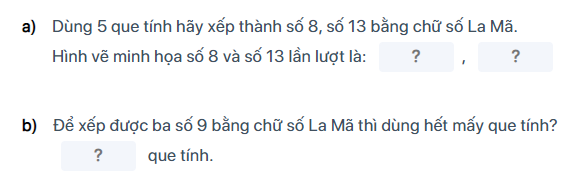 a) Dùng 5 que tính hãy xếp thành số 8, số 13 bằng chữ số La Mã.
Hình vẽ minh họa số 8 và số 13 lần lượt là: ? , ?
b) Để xếp được ba số 9 bằng chữ số La Mã thì dùng hết mấy que tính?
? que tính.